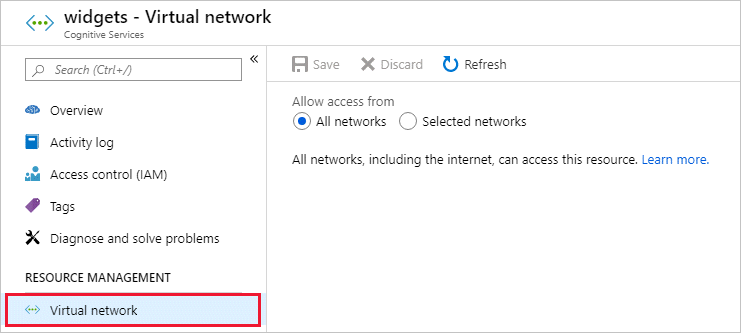 widgets - Virtual network
Cognitive Services
Search (Ctrl+/)
«
Overview
Activity log
Access control (IAM)
Tags
Diagnose and solve problems
RESOURCE MANAGEMENT
Virtual network
Save Discard Refresh
Allow access from
All networks Selected networks
All networks, including the internet, can access this resource. Learn more.